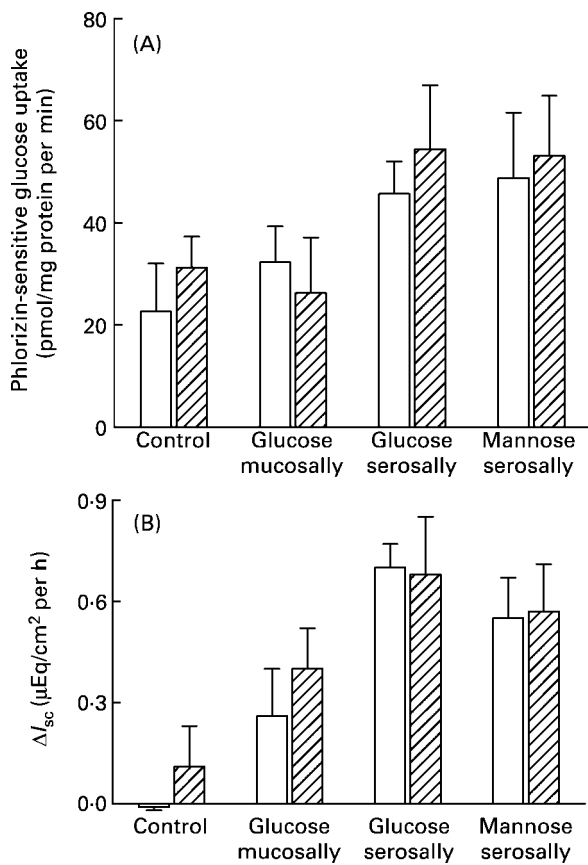 (A)
Phlorizin-sensitive glucose uptake
(pmol/mg protein per min)
80
60
40
20
0
Control
Glucose
mucosally
Glucose
serosally
Mannose
serosally
(B)
ΔIsc (μEq/cm² per h)
0·9
0·6
0·3
0·0
Control
Glucose
mucosally
Glucose
serosally
Mannose
serosally